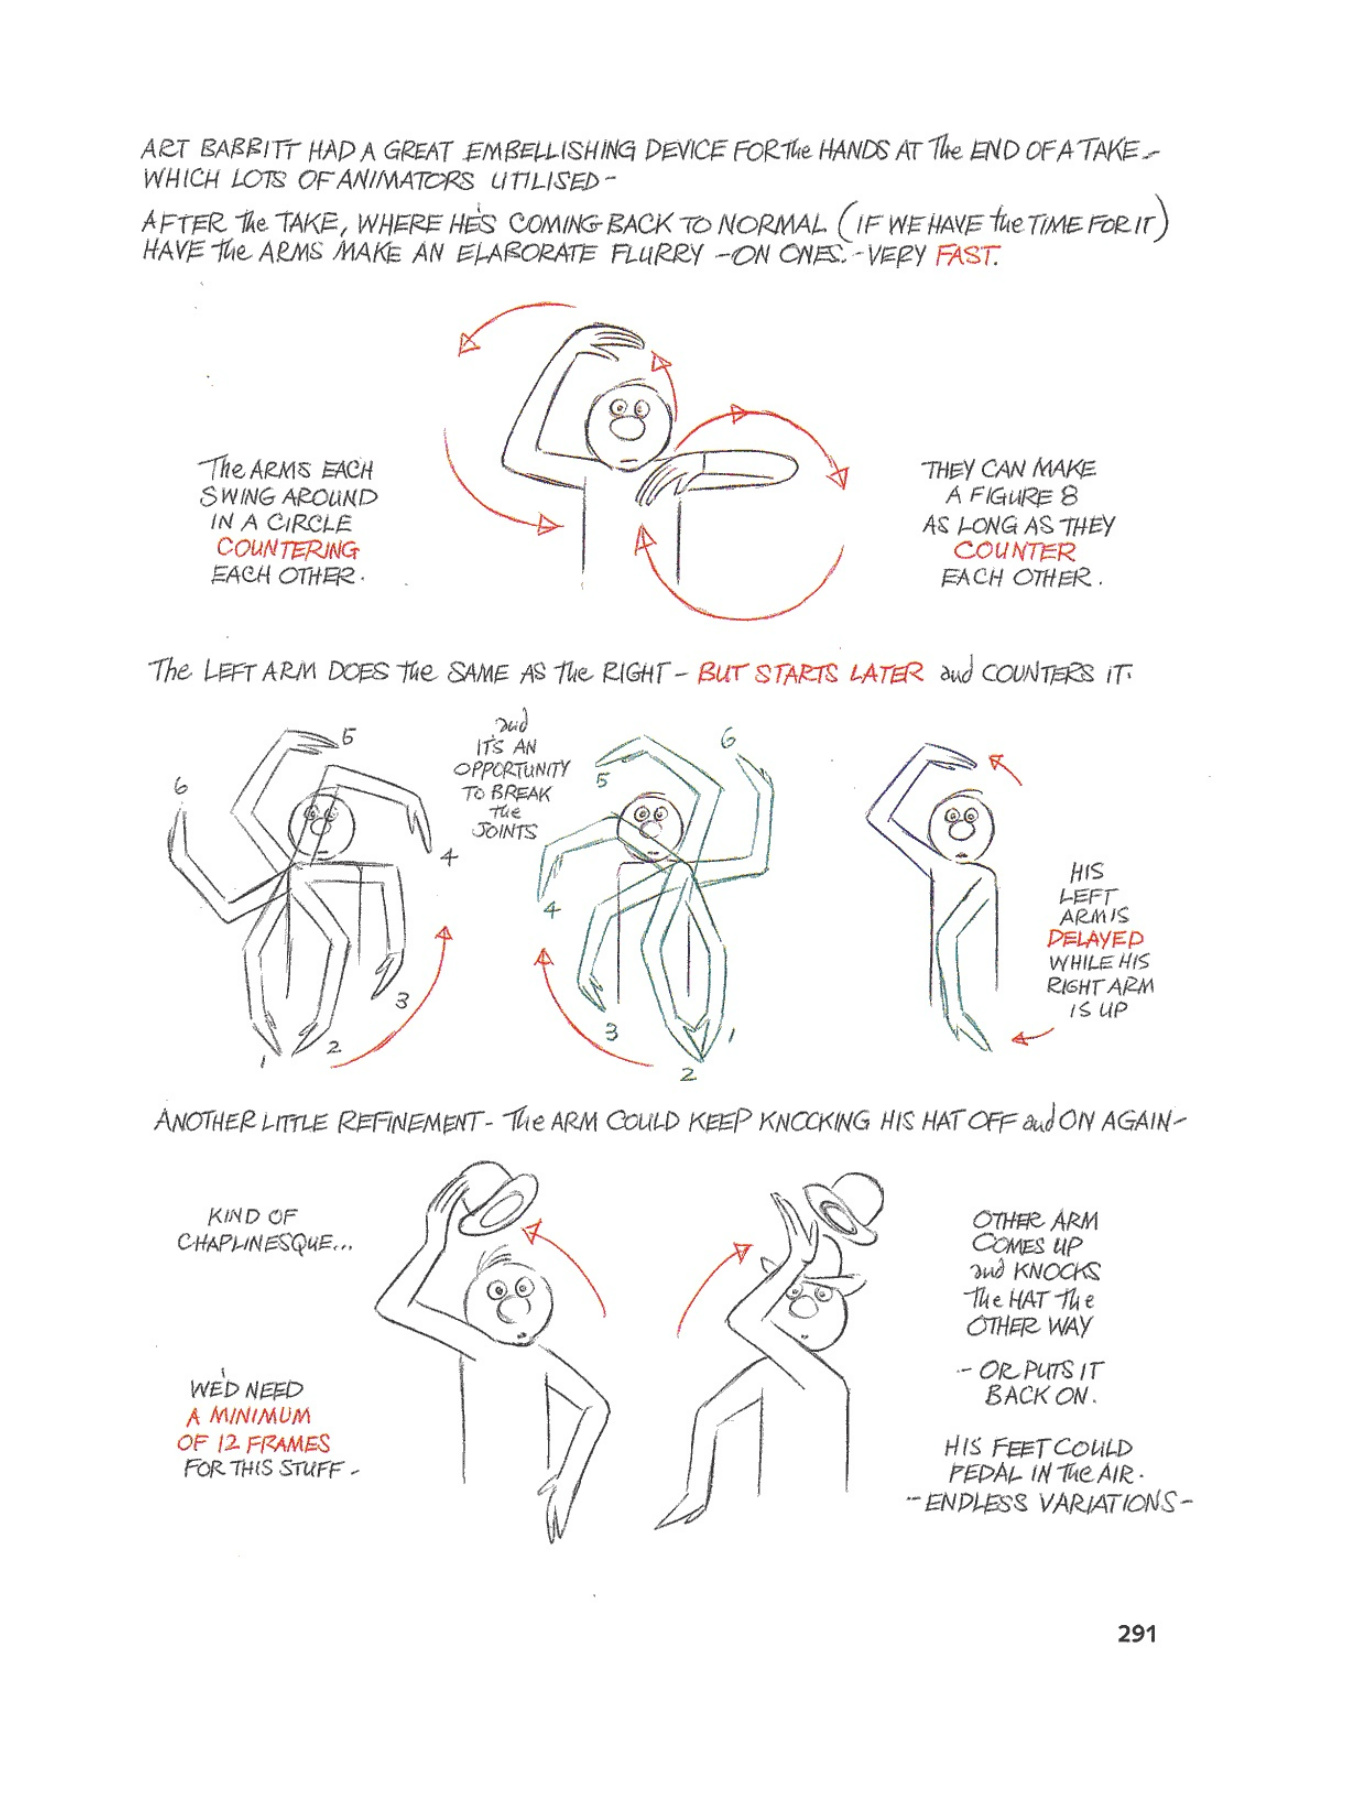 ART BABBITT HAD A GREAT EMBELLISHING DEVICE FOR The HANDS AT The END OF A TAKE -
WHICH LOTS OF ANIMATORS UTILISED -
AFTER the TAKE, WHERE HE'S COMING BACK TO NORMAL (IF WE HAVE the TIME FOR IT)
HAVE The ARMS MAKE AN ELABORATE FLURRY - ON ONES. - VERY FAST.
The ARMS EACH
SWING AROUND
IN A CIRCLE
COUNTERING
EACH OTHER.
THEY CAN MAKE
A FIGURE 8
AS LONG AS THEY
COUNTER
EACH OTHER.
The LEFT ARM DOES the SAME AS the RIGHT - BUT STARTS LATER and COUNTERS IT.
6
5
4
3
2
1
and
IT'S AN
OPPORTUNITY
TO BREAK
the
JOINTS
6
5
4
3
2
1
HIS
LEFT
ARM IS
DELAYED
WHILE HIS
RIGHT ARM
IS UP
ANOTHER LITTLE REFINEMENT - The ARM COULD KEEP KNOCKING HIS HAT OFF and ON AGAIN -
KIND OF
CHAPLINESQUE...
WE'D NEED
A MINIMUM
OF 12 FRAMES
FOR THIS STUFF -
OTHER ARM
COMES UP
and KNOCKS
the HAT the
OTHER WAY
- OR PUTS IT
BACK ON.
HIS FEET COULD
PEDAL IN the AIR.
- ENDLESS VARIATIONS -
291